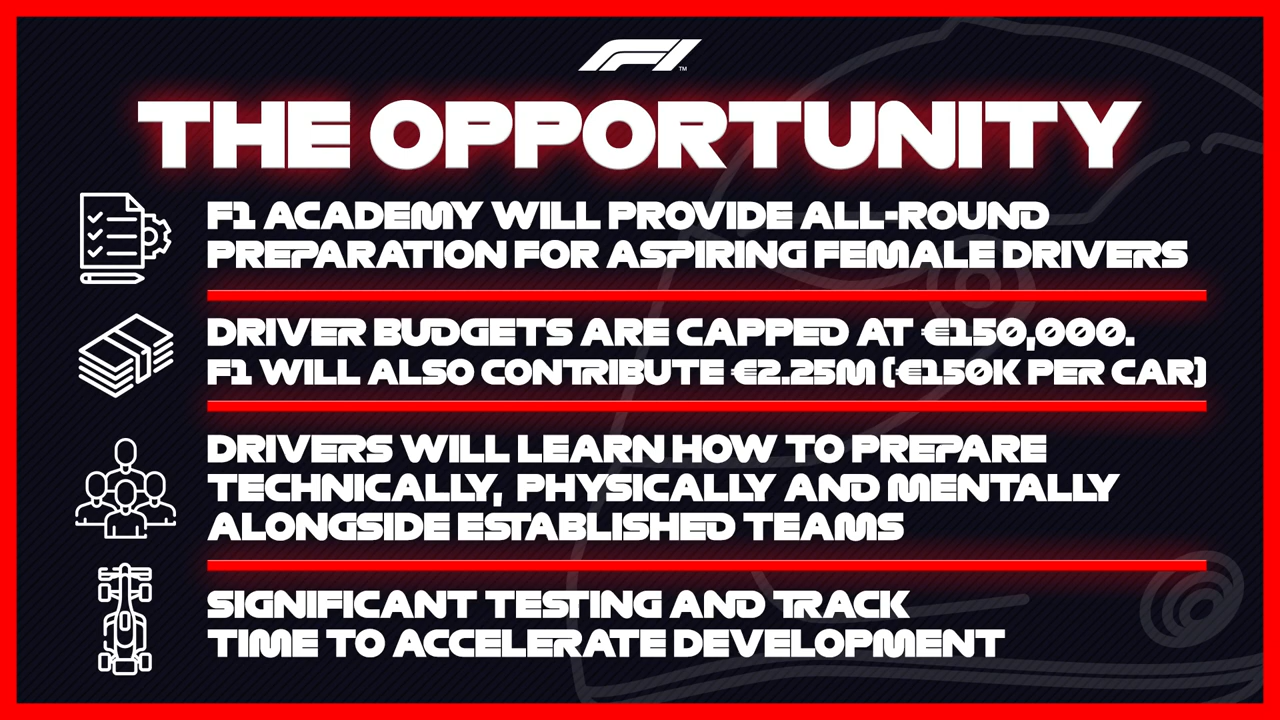 F1 ™
THE OPPORTUNITY
F1 ACADEMY WILL PROVIDE ALL-ROUND
PREPARATION FOR ASPIRING FEMALE DRIVERS
DRIVER BUDGETS ARE CAPPED AT €150,000.
F1 WILL ALSO CONTRIBUTE €2.25M (€150K PER CAR)
DRIVERS WILL LEARN HOW TO PREPARE
TECHNICALLY, PHYSICALLY AND MENTALLY
ALONGSIDE ESTABLISHED TEAMS
SIGNIFICANT TESTING AND TRACK
TIME TO ACCELERATE DEVELOPMENT